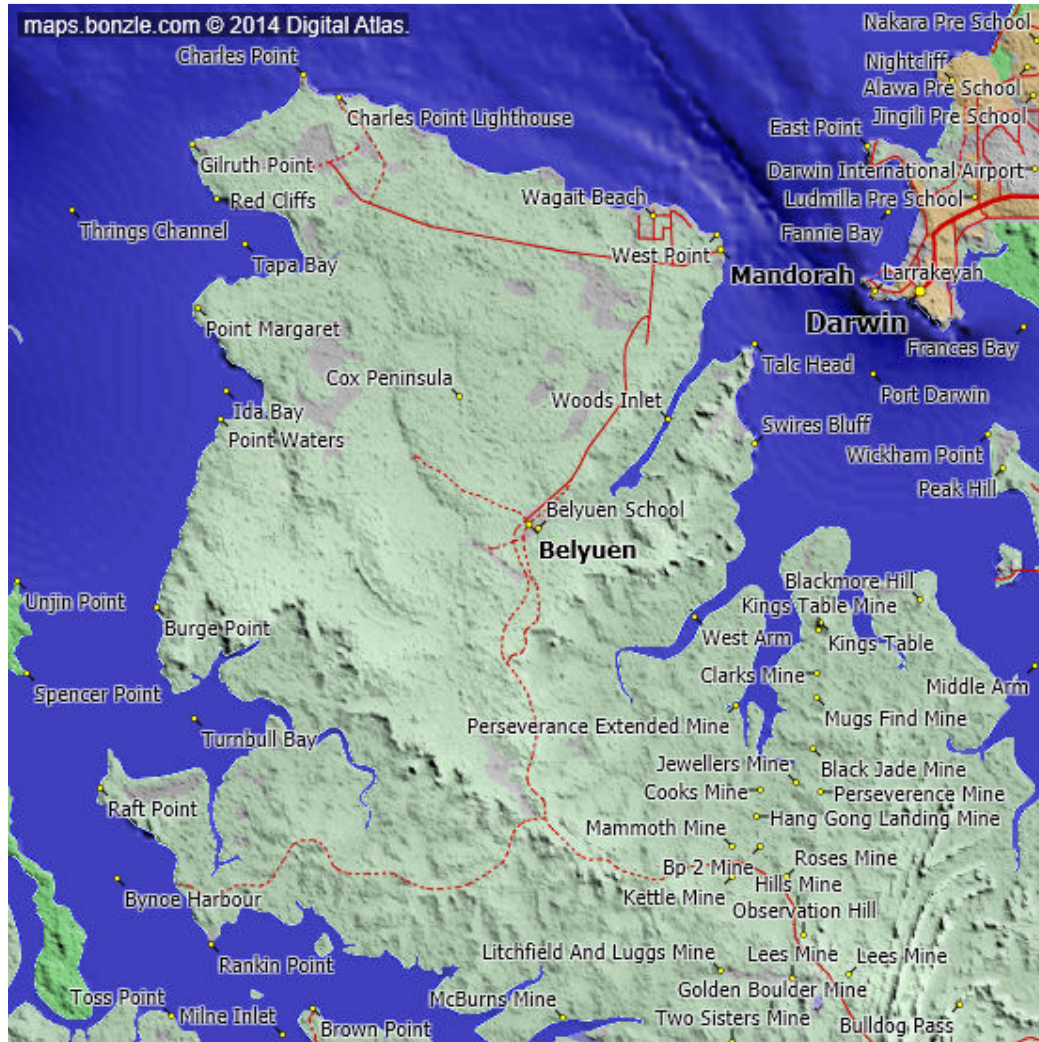 maps.bonzle.com © 2014 Digital Atlas.
Nakara Pre School
Charles Point
Nightcliff
Alawa Pre School
Charles Point Lighthouse
Jingili Pre School
East Point
Gilruth Point
Darwin International Airport
Red Cliffs
Wagait Beach
Ludmilla Pre School
Thrings Channel
Fannie Bay
West Point
Tapa Bay
Mandorah
Larrakeyah
Point Margaret
Darwin
Frances Bay
Talc Head
Cox Peninsula
Port Darwin
Ida Bay
Woods Inlet
Point Waters
Swires Bluff
Wickham Point
Peak Hill
Belyuen School
Belyuen
Blackmore Hill
Unjin Point
Kings Table Mine
Burge Point
West Arm
Kings Table
Clarks Mine
Spencer Point
Middle Arm
Perseverance Extended Mine
Mugs Find Mine
Turnbull Bay
Jewellers Mine
Black Jade Mine
Cooks Mine
Perseverence Mine
Raft Point
Hang Gong Landing Mine
Mammoth Mine
Roses Mine
Bp 2 Mine
Hills Mine
Kettle Mine
Bynoe Harbour
Observation Hill
Litchfield And Luggs Mine
Lees Mine
Lees Mine
Rankin Point
Golden Boulder Mine
Toss Point
McBurns Mine
Milne Inlet
Two Sisters Mine
Brown Point
Bulldog Pass